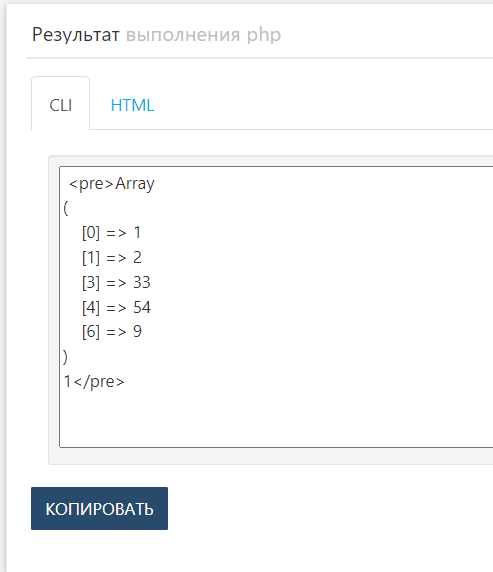 Результат выполнения php
CLI HTML
<pre>Array
(
[0] => 1
[1] => 2
[3] => 33
[4] => 54
[6] => 9
)
1</pre>
КОПИРОВАТЬ